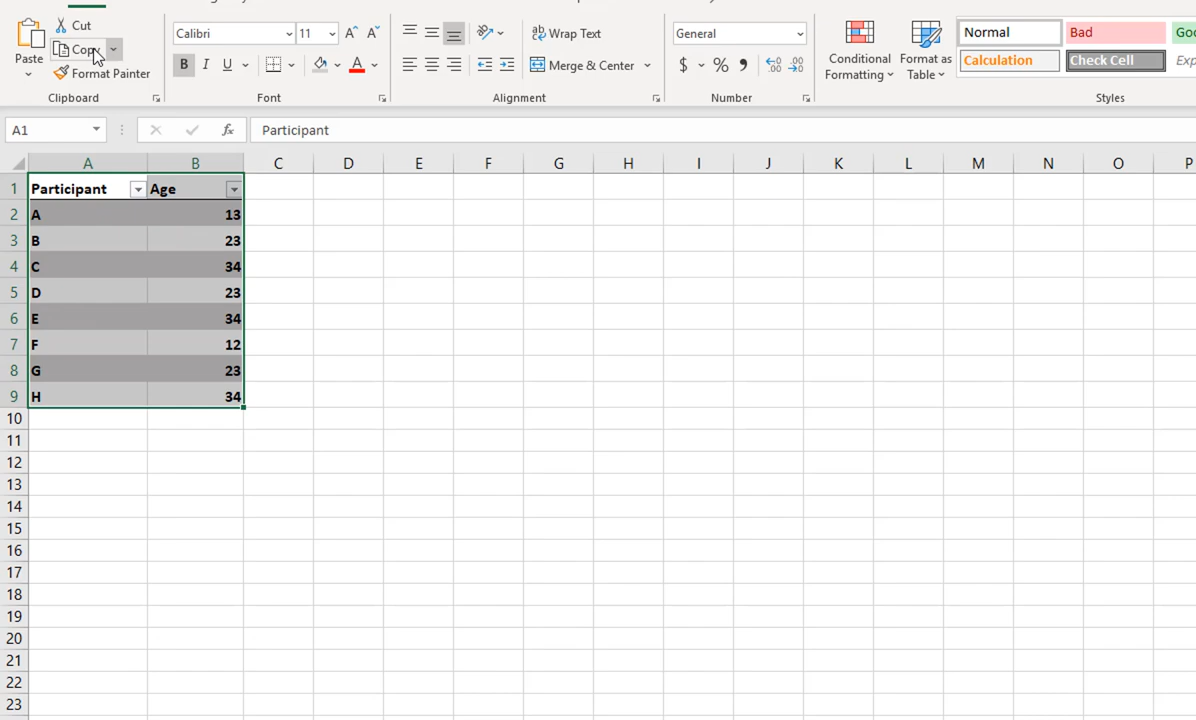 Cut
Copy
Paste
Format Painter
Clipboard
Calibri
11
A^ A
B I U
A
Font
ab Wrap Text
Merge & Center
Alignment
General
$ % 9
Number
Conditional Formatting
Format as Table
Normal Bad
Calculation Check Cell
Styles
A1 fx Participant
A B C D E F G H I J K L M N O P
1 Participant Age
2 A 13
3 B 23
4 C 34
5 D 23
6 E 34
7 F 12
8 G 23
9 H 34
10
11
12
13
14
15
16
17
18
19
20
21
22
23